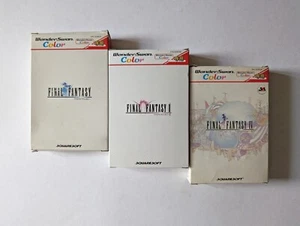 WonderSwan
Color
FINAL FANTASY
SQUARESOFT
WonderSwan
Color
FINAL FANTASY II
SQUARESOFT
WonderSwan
Color
FINAL FANTASY IV
SQUARESOFT